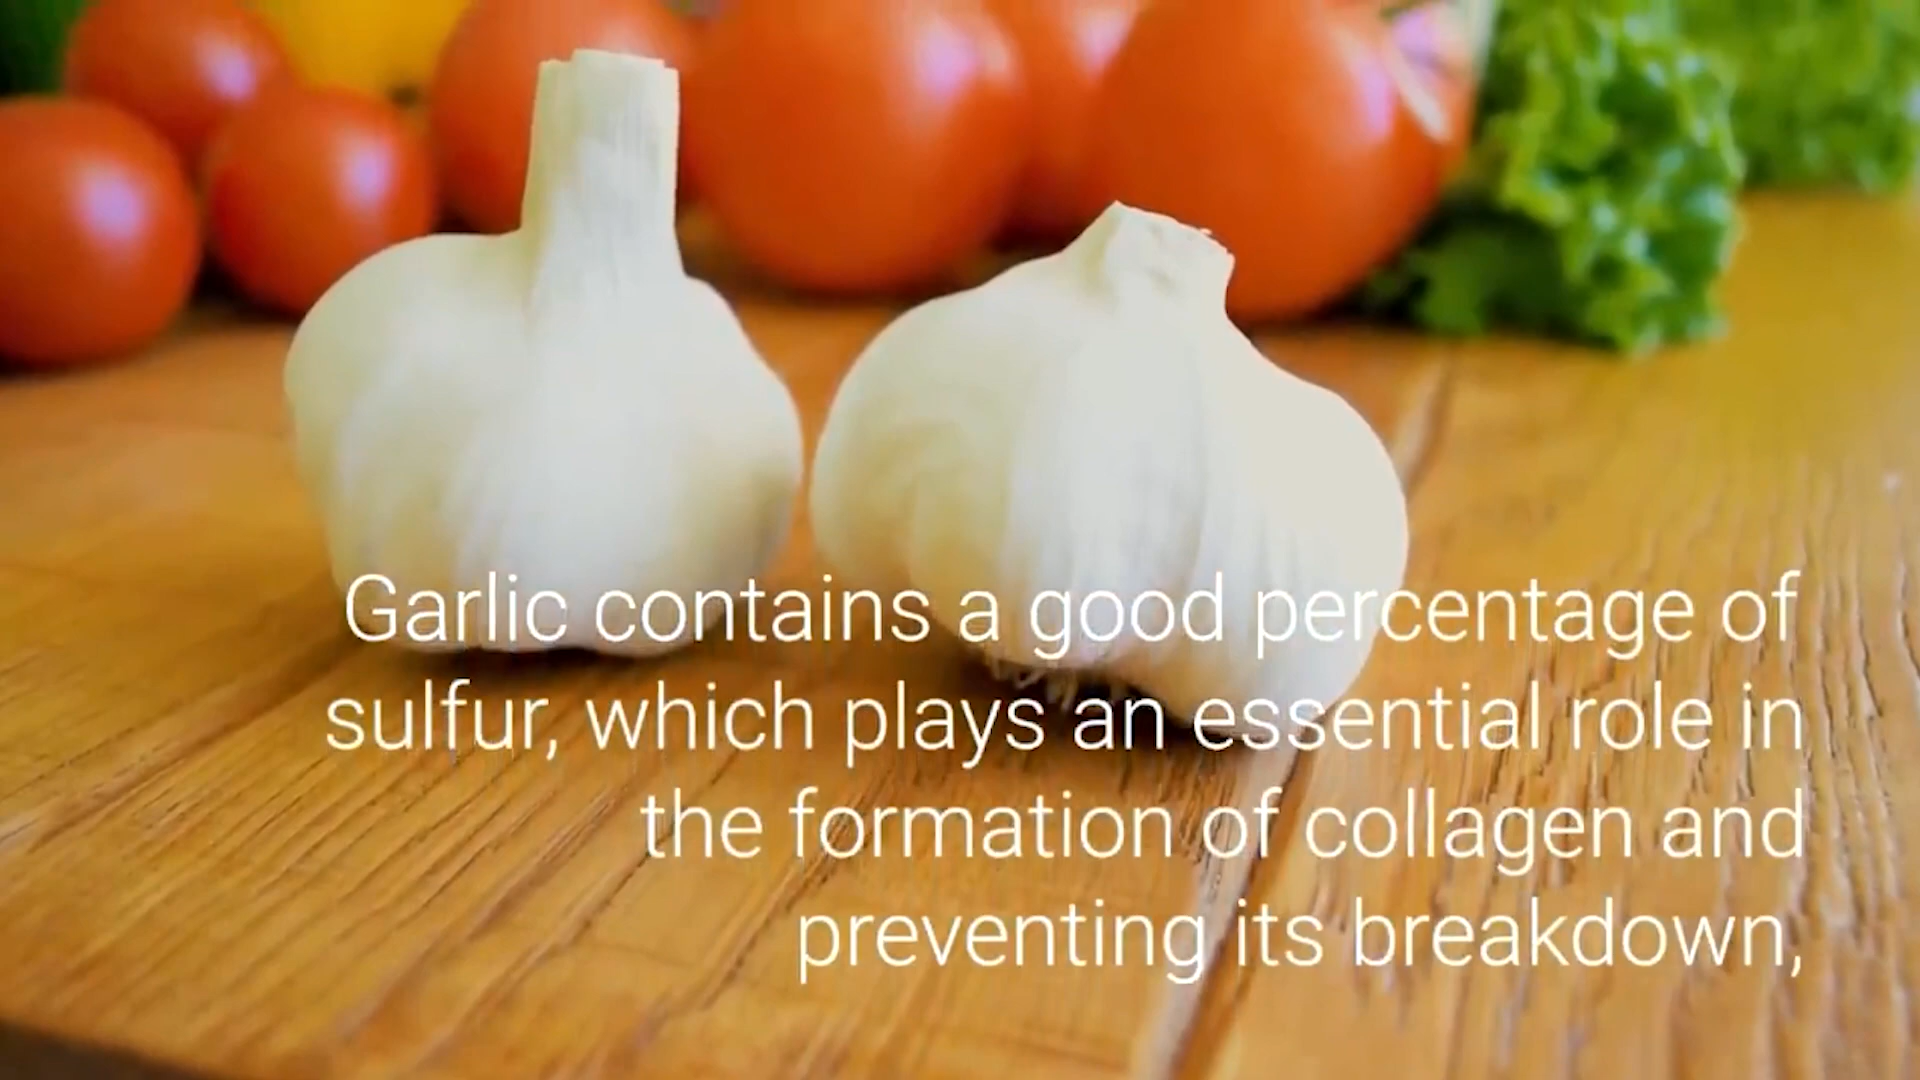 Garlic contains a good percentage of
sulfur, which plays an essential role in
the formation of collagen and
preventing its breakdown,